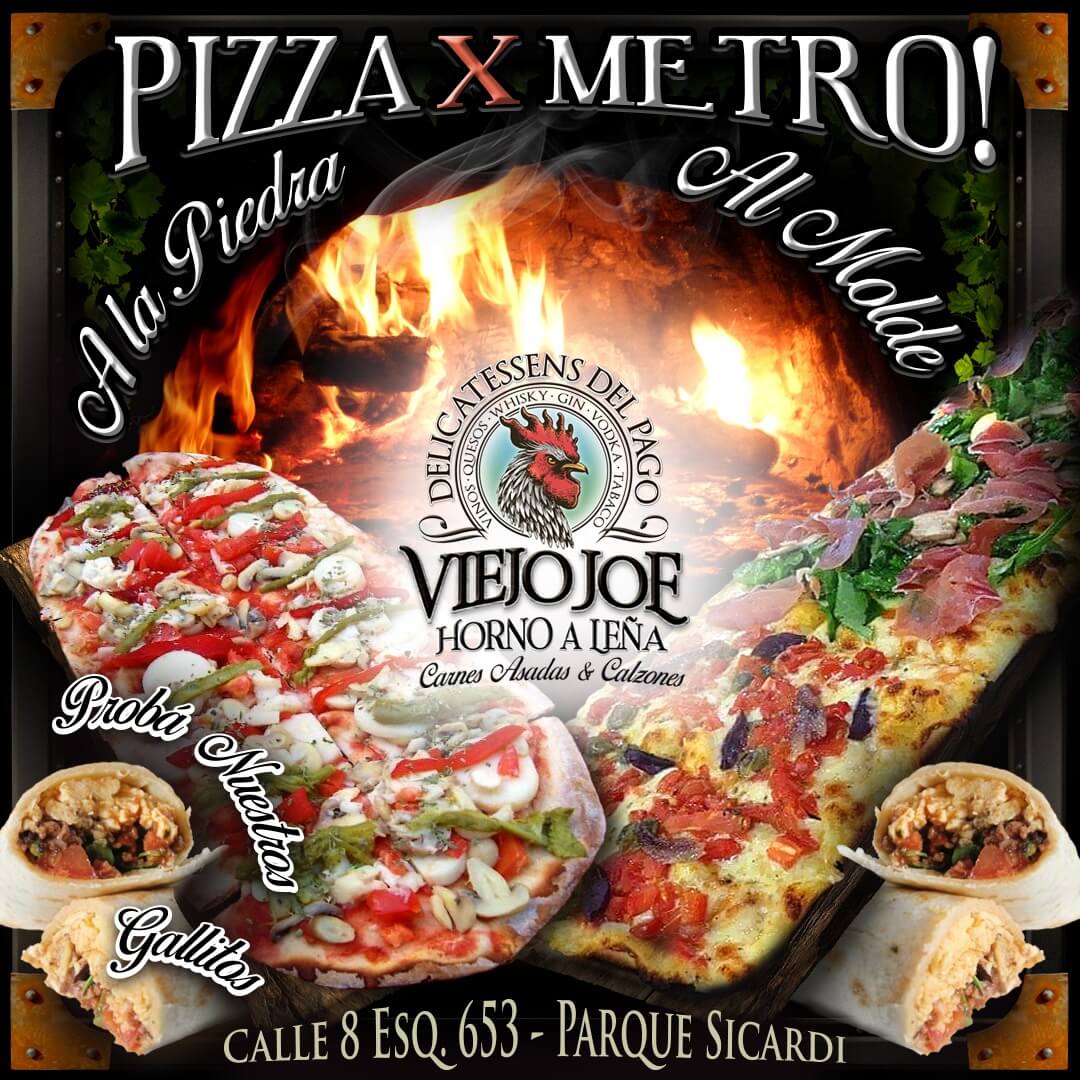 PIZZA X METRO!
A la Piedra
Al Molde
DELICATESSENS DEL PAGO
VINOS · QUESOS · WHISKY · GIN · VODKA · TABACO
VIEJO JOE
HORNO A LEÑA
Carnes Asadas & Calzones
Probá
Nuestros
Gallitos
CALLE 8 ESQ. 653 - PARQUE SICARDI